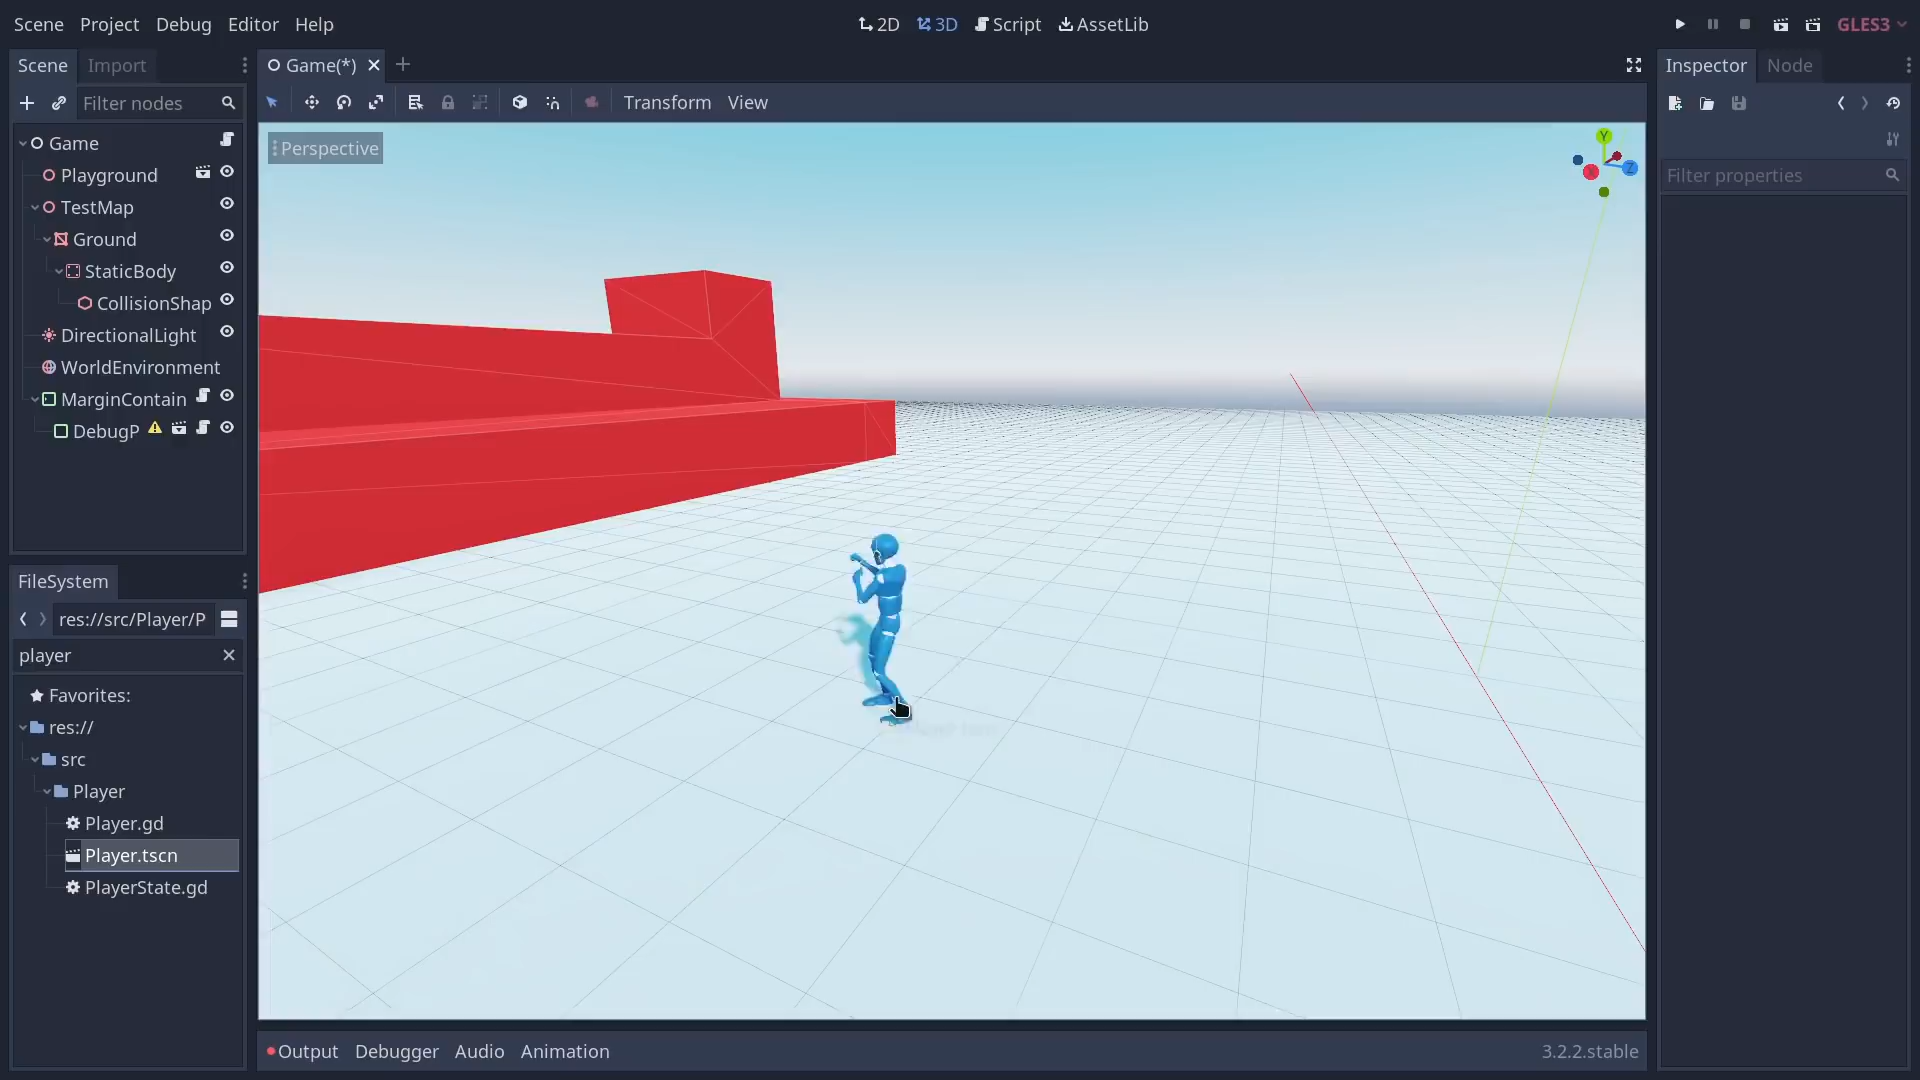 Scene Project Debug Editor Help
2D 3D Script AssetLib
GLES3
Scene Import
Game(*)
Inspector Node
Filter nodes
Transform View
Game
Playground
TestMap
Ground
StaticBody
CollisionShap
DirectionalLight
WorldEnvironment
MarginContain
DebugP
Perspective
Y
Z
X
Filter properties
FileSystem
res://src/Player/P
player
Favorites:
res://
src
Player
Player.gd
Player.tscn
PlayerState.gd
Output Debugger Audio Animation
3.2.2.stable